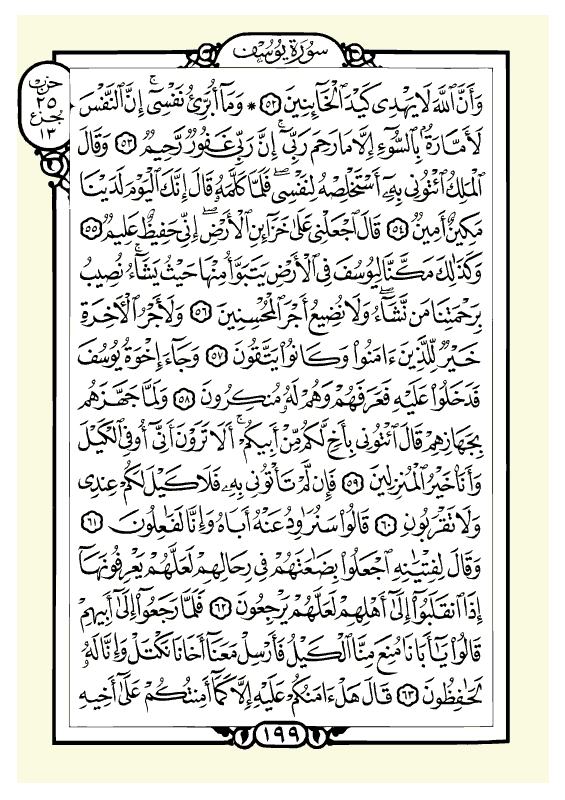 سُورَةُ يُوسُف
حزب
٢٥
جزء
١٣
وَأَنَّ ٱللَّهَ لَا يَهْدِى كَيْدَ ٱلْخَآئِنِينَ ٥٢ * وَمَآ أُبَرِّئُ نَفْسِىٓ ۚ إِنَّ ٱلنَّفْسَ
لَأَمَّارَةٌۢ بِٱلسُّوٓءِ إِلَّا مَا رَحِمَ رَبِّىٓ ۚ إِنَّ رَبِّى غَفُورٌ رَّحِيمٌ ٥٣ وَقَالَ
ٱلْمَلِكُ ٱئْتُونِى بِهِۦٓ أَسْتَخْلِصْهُ لِنَفْسِى ۖ فَلَمَّا كَلَّمَهُۥ قَالَ إِنَّكَ ٱلْيَوْمَ لَدَيْنَا
مَكِينٌ أَمِينٌ ٥٤ قَالَ ٱجْعَلْنِى عَلَىٰ خَزَآئِنِ ٱلْأَرْضِ ۖ إِنِّى حَفِيظٌ عَلِيمٌ ٥٥
وَكَذَٰلِكَ مَكَّنَّا لِيُوسُفَ فِى ٱلْأَرْضِ يَتَبَوَّأُ مِنْهَا حَيْثُ يَشَآءُ ۚ نُصِيبُ
بِرَحْمَتِنَا مَن نَّشَآءُ ۖ وَلَا نُضِيعُ أَجْرَ ٱلْمُحْسِنِينَ ٥٦ وَلَأَجْرُ ٱلْـَٔاخِرَةِ
خَيْرٌ لِّلَّذِينَ ءَامَنُوا۟ وَكَانُوا۟ يَتَّقُونَ ٥٧ وَجَآءَ إِخْوَةُ يُوسُفَ
فَدَخَلُوا۟ عَلَيْهِ فَعَرَفَهُمْ وَهُمْ لَهُۥ مُنكِرُونَ ٥٨ وَلَمَّا جَهَّزَهُم
بِجَهَازِهِمْ قَالَ ٱئْتُونِى بِأَخٍ لَّكُم مِّنْ أَبِيكُمْ ۚ أَلَا تَرَوْنَ أَنِّىٓ أُوفِى ٱلْكَيْلَ
وَأَنَا۠ خَيْرُ ٱلْمُنزِلِينَ ٥٩ فَإِن لَّمْ تَأْتُونِى بِهِۦ فَلَا كَيْلَ لَكُمْ عِندِى
وَلَا تَقْرَبُونِ ٦٠ قَالُوا۟ سَنُرَٰوِدُ عَنْهُ أَبَاهُ وَإِنَّا لَفَٰعِلُونَ ٦١
وَقَالَ لِفِتْيَٰنِهِ ٱجْعَلُوا۟ بِضَٰعَتَهُمْ فِى رِحَالِهِمْ لَعَلَّهُمْ يَعْرِفُونَهَآ
إِذَا ٱنقَلَبُوٓا۟ إِلَىٰٓ أَهْلِهِمْ لَعَلَّهُمْ يَرْجِعُونَ ٦٢ فَلَمَّا رَجَعُوٓا۟ إِلَىٰٓ أَبِيهِمْ
قَالُوا۟ يَٰٓأَبَانَا مُنِعَ مِنَّا ٱلْكَيْلُ فَأَرْسِلْ مَعَنَآ أَخَانَا نَكْتَلْ وَإِنَّا لَهُۥ
لَحَٰفِظُونَ ٦٣ قَالَ هَلْ ءَامَنُكُمْ عَلَيْهِ إِلَّا كَمَآ أَمِنتُكُمْ عَلَىٰٓ أَخِيهِ
١٩٩